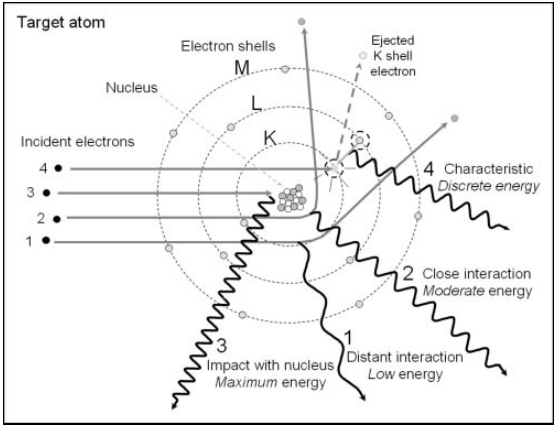 Target atom
Electron shells
M
L
K
Nucleus
Ejected
K shell
electron
Incident electrons
4
3
2
1
4 Characteristic
Discrete energy
2 Close interaction
Moderate energy
1
Distant interaction
Low energy
3
Impact with nucleus
Maximum energy